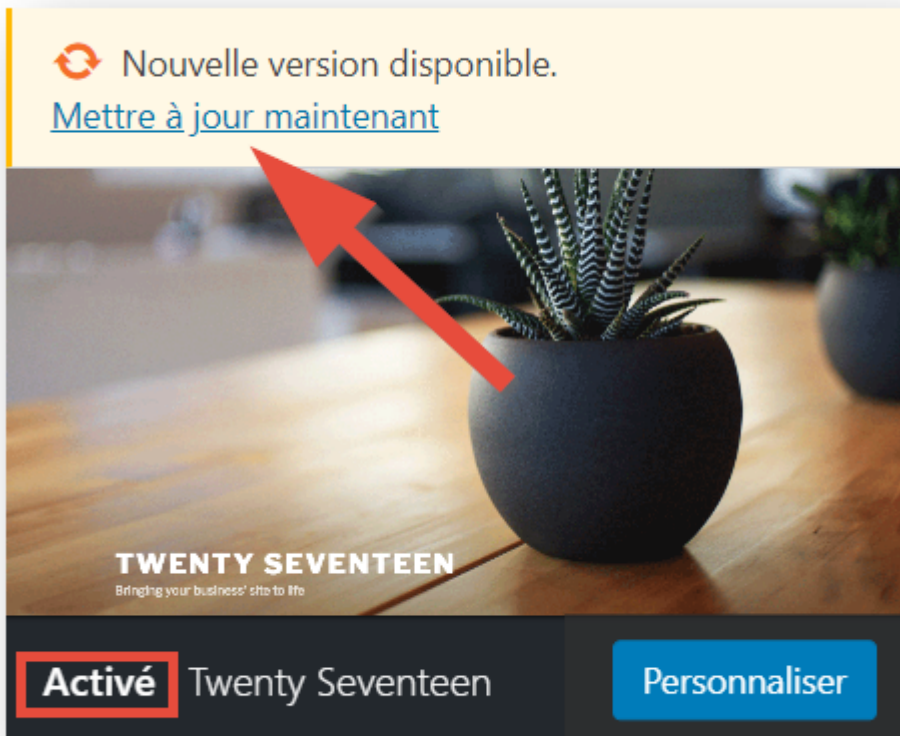 Nouvelle version disponible.
Mettre à jour maintenant
TWENTY SEVENTEEN
Bringing your business' site to life
Activé Twenty Seventeen
Personnaliser